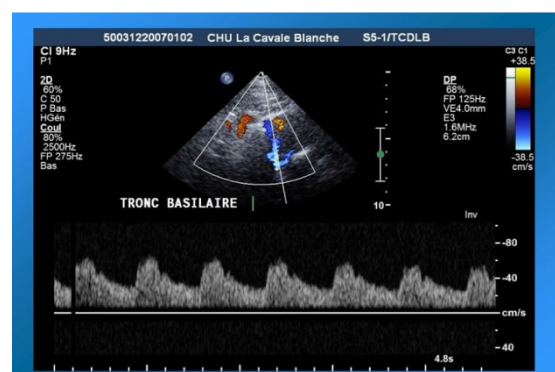 50031220070102 CHU La Cavale Blanche S5-1/TCDLB
CI 9Hz
P1
2D
60%
C 50
P Bas
HGén
Coul
80%
2500Hz
FP 275Hz
Bas
P
C3 C1
+38.5
-38.5
cm/s
DP
68%
FP 125Hz
VE4.0mm
E3
1.6MHz
6.2cm
10-
TRONC BASILAIRE
Inv
-80
-40
cm/s
-40
4.8s